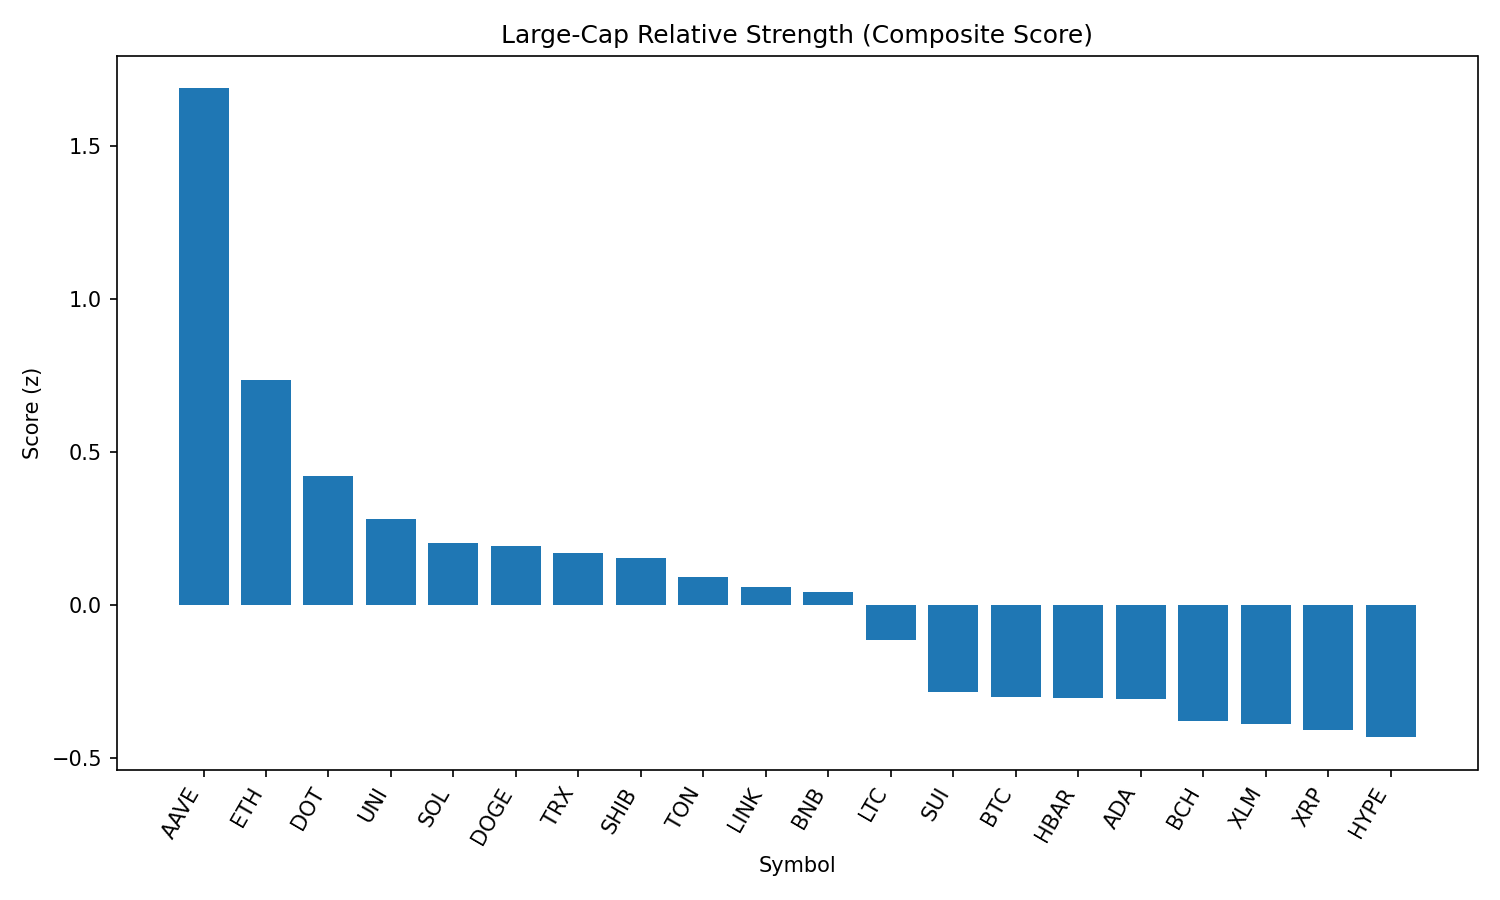 Large-Cap Relative Strength (Composite Score)
Score (z)
1.5
1.0
0.5
0.0
−0.5
AAVE
ETH
DOT
UNI
SOL
DOGE
TRX
SHIB
TON
LINK
BNB
LTC
SUI
BTC
HBAR
ADA
BCH
XLM
XRP
HYPE
Symbol